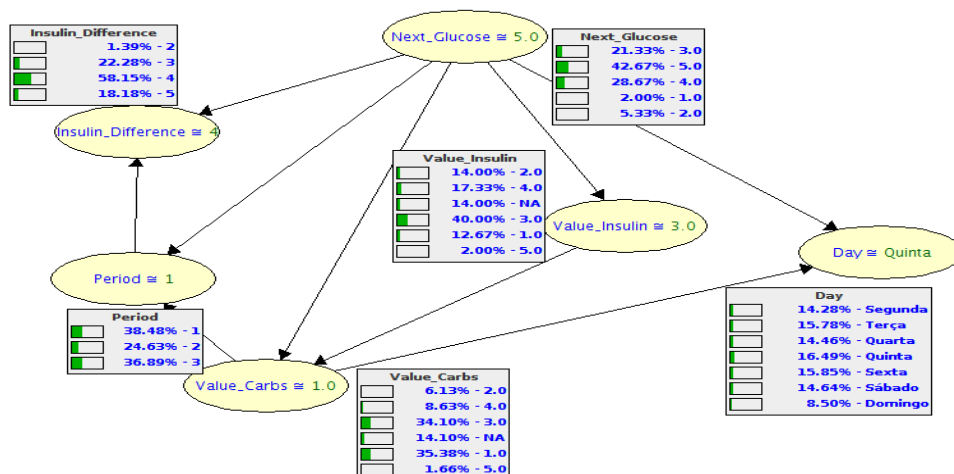 Insulin_Difference
1.39% - 2
22.28% - 3
58.15% - 4
18.18% - 5
Next_Glucose ≅ 5.0
Next_Glucose
21.33% - 3.0
42.67% - 5.0
28.67% - 4.0
2.00% - 1.0
5.33% - 2.0
Insulin_Difference ≅ 4
Value_Insulin
14.00% - 2.0
17.33% - 4.0
14.00% - NA
40.00% - 3.0
12.67% - 1.0
2.00% - 5.0
Value_Insulin ≅ 3.0
Day ≅ Quinta
Period ≅ 1
Day
14.28% - Segunda
15.78% - Terça
14.46% - Quarta
16.49% - Quinta
15.85% - Sexta
14.64% - Sábado
8.50% - Domingo
Period
38.48% - 1
24.63% - 2
36.89% - 3
Value_Carbs ≅ 1.0
Value_Carbs
6.13% - 2.0
8.63% - 4.0
34.10% - 3.0
14.10% - NA
35.38% - 1.0
1.66% - 5.0